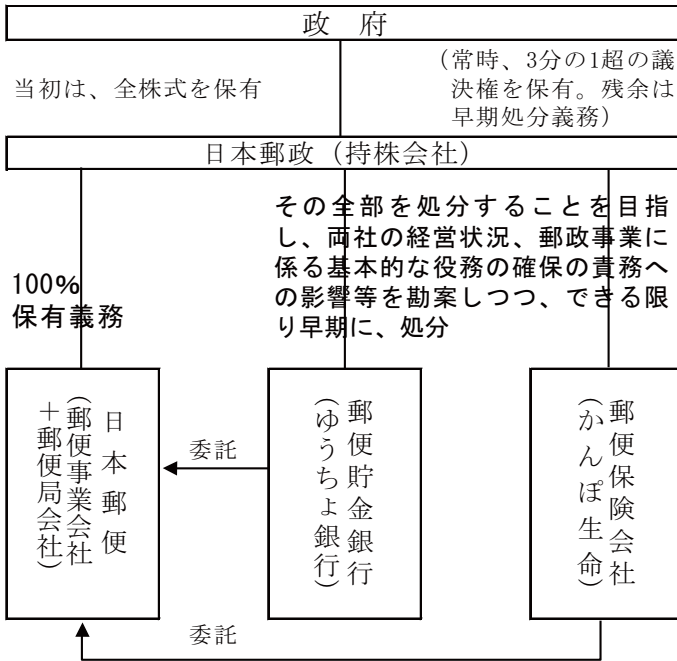 政　府
当初は、全株式を保有
（常時、3分の1超の議
決権を保有。残余は
早期処分義務）
日本郵政（持株会社）
100%
保有義務
その全部を処分することを目指
し、両社の経営状況、郵政事業に
係る基本的な役務の確保の責務へ
の影響等を勘案しつつ、できる限
り早期に、処分
日本郵便
（郵便事業会社
＋郵便局会社）
委託
郵便貯金銀行
（ゆうちょ銀行）
郵便保険会社
（かんぽ生命）
委託